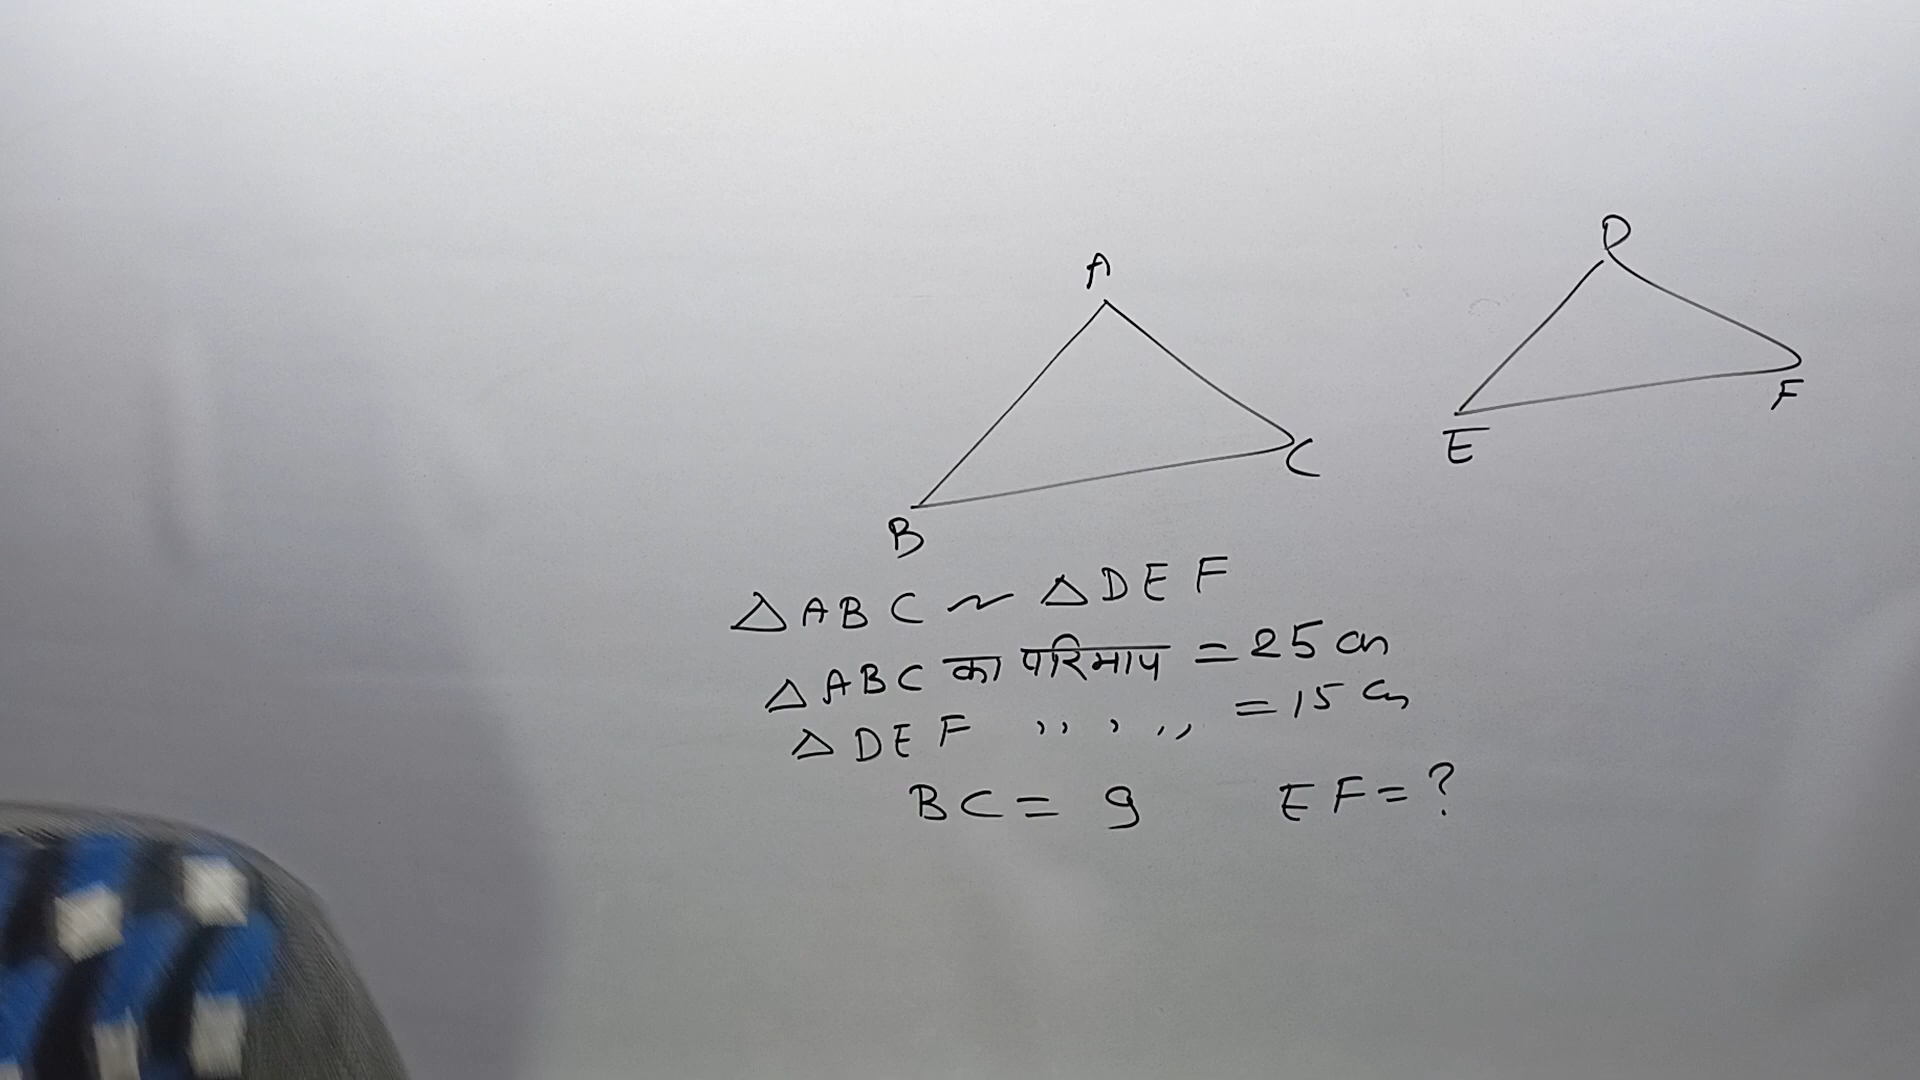 A
D
B
C
E
F
△ABC ~ △DEF
△ABC का परिमाप = 25 cm
△DEF ,, , ,, = 15 cm
BC = 9 EF = ?